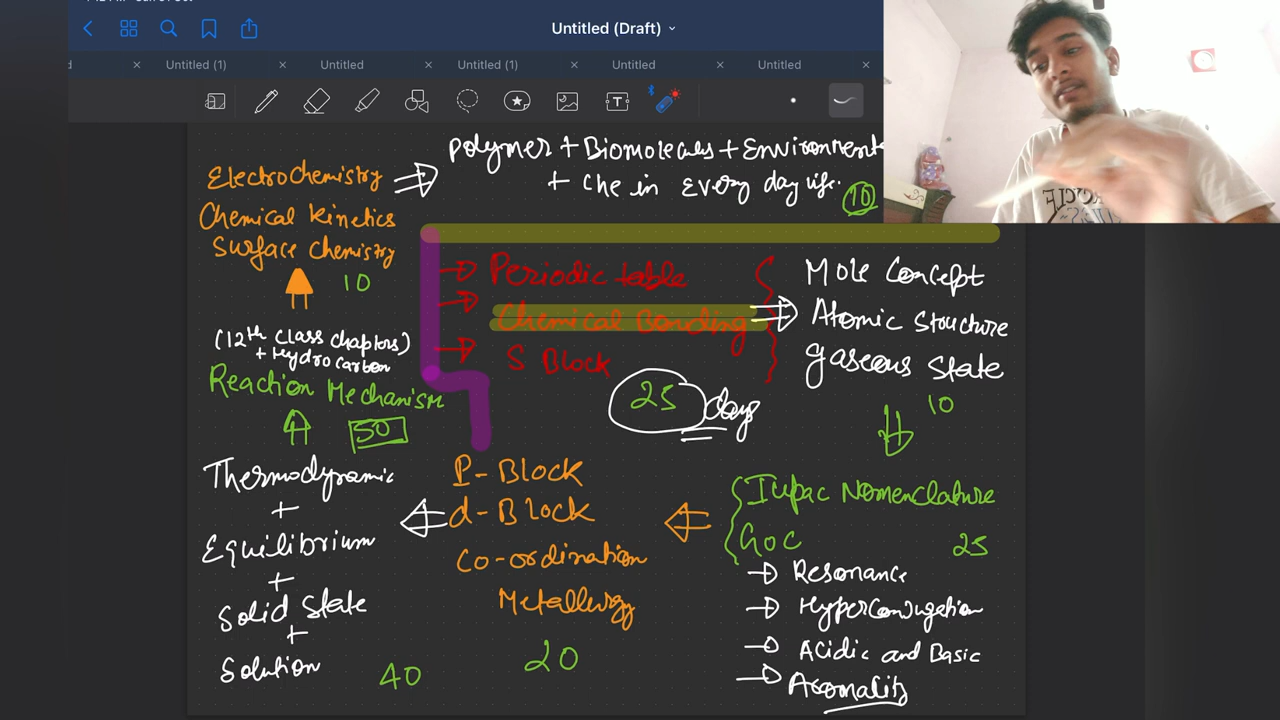 Untitled (Draft)
d × Untitled (1) × Untitled × Untitled (1) × Untitled × Untitled ×
Polymer + Biomolecules + Environmente
+ Che in Every day life. 10
Electrochemistry
Chemical kinetics
Surface Chemistry
10
Periodic table
Chemical Bonding
S Block
Mole Concept
Atomic Structure
gaseous State
25 days
10
(12th Class chapters)
+ Hydrocarbon
Reaction Mechanism
50
Thermodynamic
+
Equilibrium
+
Solid State
+
Solution
40
P-Block
d-Block
Co-ordination
Metallurgy
20
Iupac Nomenclature
GOC 25
Resonance
Hyperconjugation
Acidic and Basic
Aromality